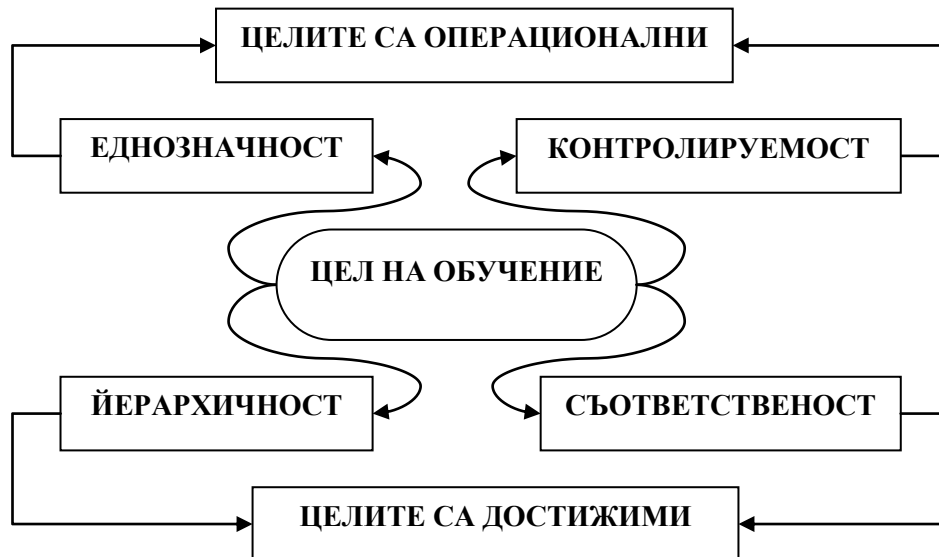 ЦЕЛИТЕ СА ОПЕРАЦИОНАЛНИ
ЕДНОЗНАЧНОСТ
КОНТРОЛИРУЕМОСТ
ЦЕЛ НА ОБУЧЕНИЕ
ЙЕРАРХИЧНОСТ
СЪОТВЕТСТВЕНОСТ
ЦЕЛИТЕ СА ДОСТИЖИМИ